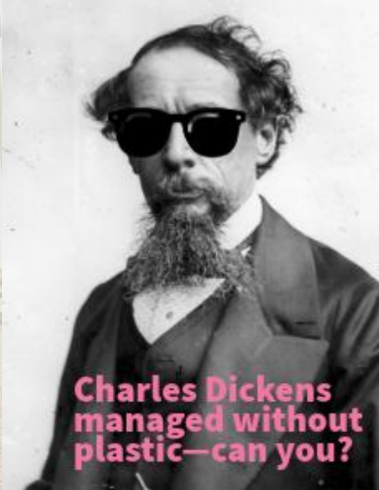 Charles Dickens
managed without
plastic—can you?